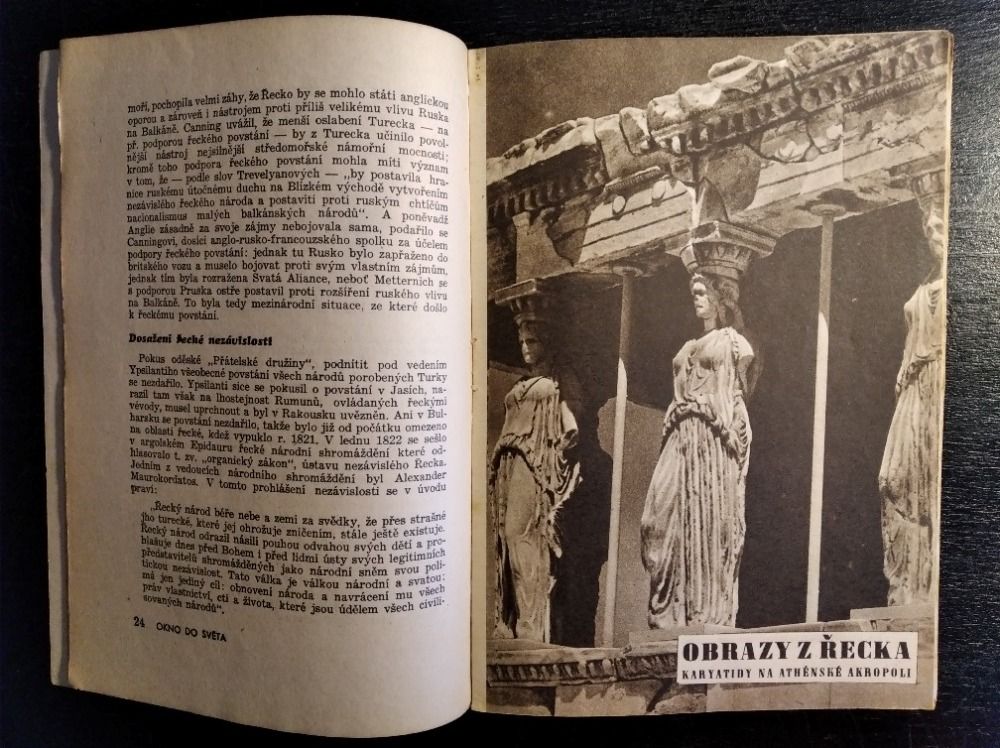 moří, pochopila velmi záhy, že Řecko by se mohlo státi anglickou
oporou a zároveň i nástrojem proti příliš velikému vlivu Ruska
na Balkáně. Canning uvážil, že menší oslabení Turecka — na
př. podporou řeckého povstání — by z Turecka učinilo povol-
nější nástroj nejsilnější středomořské námořní mocnosti;
kromě toho podpora řeckého povstání mohla míti význam
v tom, že — podle slov Trevelyanových — „by postavila hra-
nice ruskému útočnému duchu na Blízkém východě vytvořením
nezávislého řeckého národa a postaviti proti ruským chtíčům
nacionalismus malých balkánských národů“. A poněvadž
Anglie zásadně za svoje zájmy nebojovala sama, podařilo se
Canningovi, dosíci anglo-rusko-francouzského spolku za účelem
podpory řeckého povstání: jednak tu Rusko bylo zapřaženo do
britského vozu a muselo bojovat proti svým vlastním zájmům,
jednak tím byla rozražena Svatá Aliance, neboť Metternich se
s podporou Pruska ostře postavil proti rozšíření ruského vlivu
na Balkáně. To byla tedy mezinárodní situace, ze které došlo
k řeckému povstání.
Dosažení řecké nezávislosti
Pokus oděské „Přátelské družiny“, podnítit pod vedením
Ypsilantiho všeobecné povstání všech národů porobených Turky
se nezdařilo. Ypsilanti sice se pokusil o povstání v Jasích, na-
razil tam však na lhostejnost Rumunů, ovládaných řeckými
vévody, musel uprchnout a byl v Rakousku uvězněn. Ani v Bul-
harsku se povstání nezdařilo, takže bylo již od počátku omezeno
na oblasti řecké, kdež vypuklo r. 1821. V lednu 1822 se sešlo
v argolském Epidauru řecké národní shromáždění které od-
hlasovalo t. zv. „organický zákon“, ústavu nezávislého Řecka.
Jedním z vedoucích národního shromáždění byl Alexander
Maurokordatos. V tomto prohlášení nezávislosti se v úvodu
praví:
„Řecký národ béře nebe a zemi za svědky, že přes strašné
jho turecké, které jej ohrožuje zničením, stále ještě existuje.
Řecký národ odrazil násilí pouhou odvahou svých dětí a pro-
hlašuje dnes před Bohem i před lidmi ústy svých legitimních
představitelů shromážděných jako národní sněm svou poli-
tickou nezávislost. Tato válka je válkou národní a svatou:
má jen jediný cíl: obnovení národa a navrácení mu všech
práv vlastnictví, cti a života, které jsou údělem všech civili-
sovaných národů“.
24 OKNO DO SVĚTA
OBRAZY Z ŘECKA
KARYATIDY NA ATHÉNSKÉ AKROPOLI